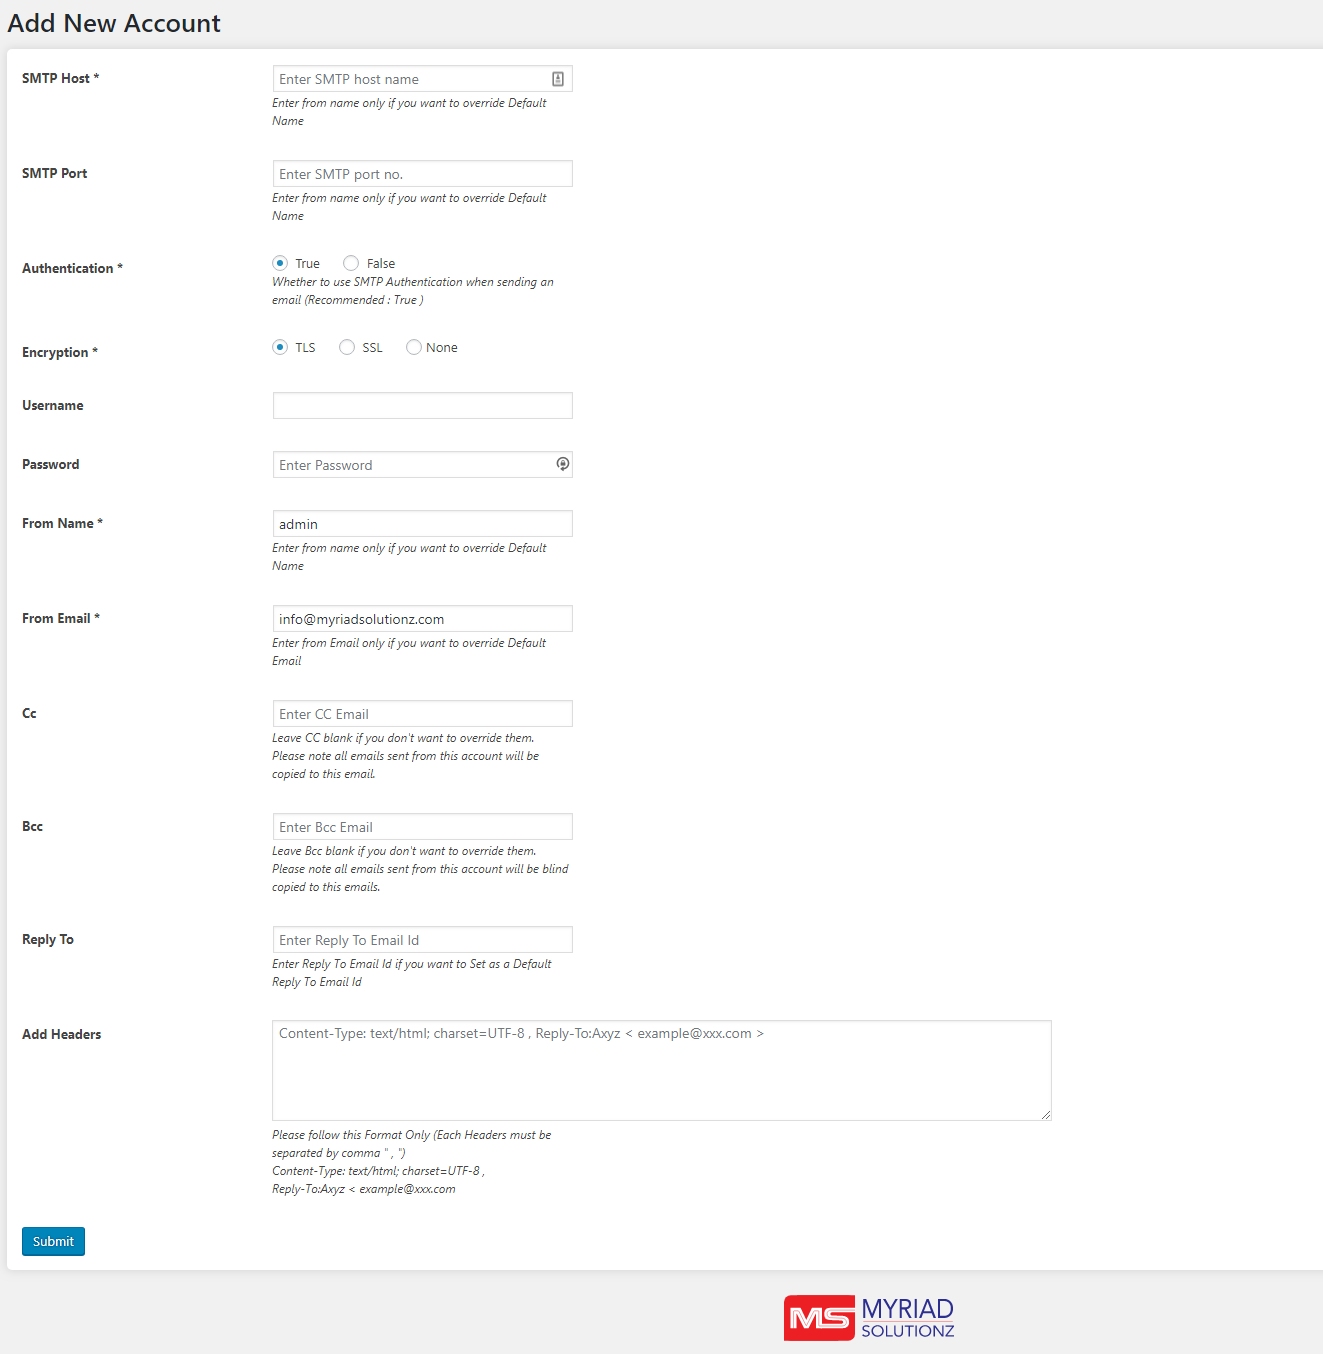 Add New Account
SMTP Host *
Enter SMTP host name
Enter from name only if you want to override Default
Name
SMTP Port
Enter SMTP port no.
Enter from name only if you want to override Default
Name
Authentication *
True False
Whether to use SMTP Authentication when sending an
email (Recommended : True )
Encryption *
TLS SSL None
Username
Password
Enter Password
From Name *
admin
Enter from name only if you want to override Default
Name
From Email *
info@myriadsolutionz.com
Enter from Email only if you want to override Default
Email
Cc
Enter CC Email
Leave CC blank if you don't want to override them.
Please note all emails sent from this account will be
copied to this email.
Bcc
Enter Bcc Email
Leave Bcc blank if you don't want to override them.
Please note all emails sent from this account will be blind
copied to this emails.
Reply To
Enter Reply To Email Id
Enter Reply To Email Id if you want to Set as a Default
Reply To Email Id
Add Headers
Content-Type: text/html; charset=UTF-8 , Reply-To:Axyz < example@xxx.com >
Please follow this Format Only (Each Headers must be
separated by comma " , ")
Content-Type: text/html; charset=UTF-8 ,
Reply-To:Axyz < example@xxx.com
Submit
MS MYRIAD
SOLUTIONZ